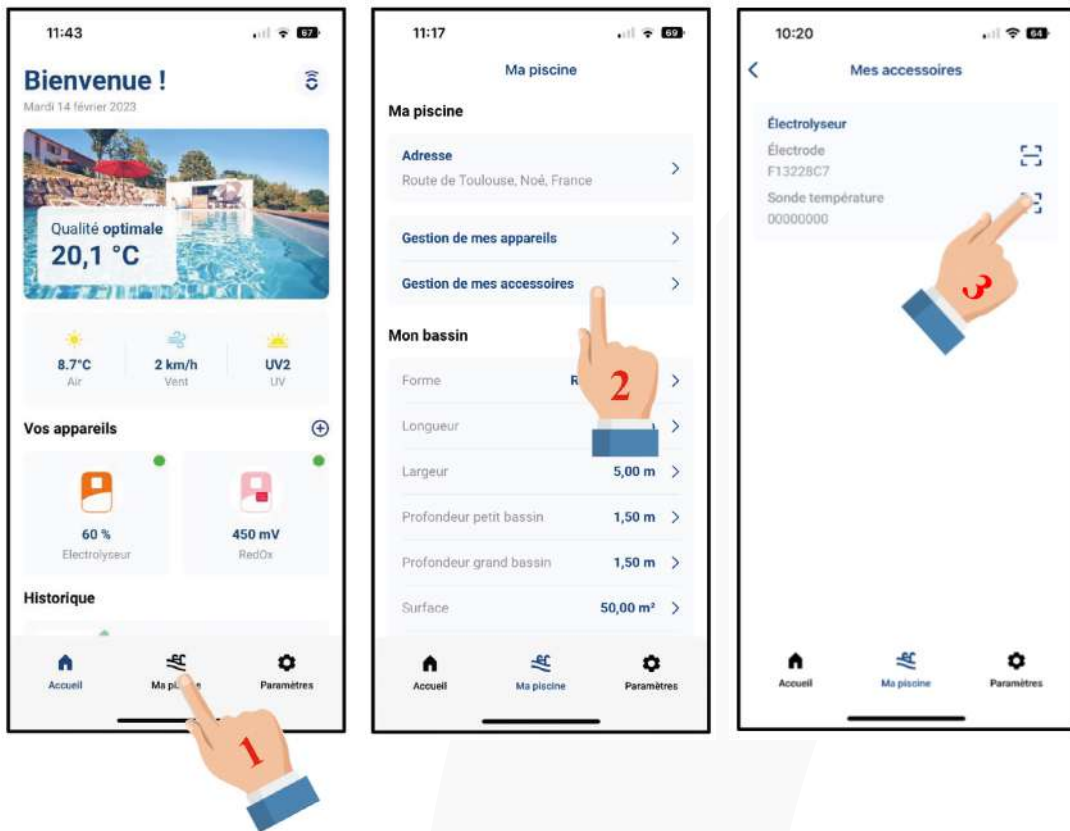 11:43
67
Bienvenue !
Mardi 14 février 2023
Qualité optimale
20,1 °C
8.7°C
Air
2 km/h
Vent
UV2
UV
Vos appareils
60 %
Electrolyseur
450 mV
RedOx
Historique
Accueil
Ma
Paramètres
1
11:17
69
Ma piscine
Ma piscine
Adresse
Route de Toulouse, Noé, France
Gestion de mes appareils
Gestion de mes accessoires
Mon bassin
Forme
R
Longueur
Largeur
5,00 m
Profondeur petit bassin
1,50 m
Profondeur grand bassin
1,50 m
Surface
50,00 m²
Accueil
Ma piscine
Paramètres
2
10:20
64
Mes accessoires
Électrolyseur
Électrode
F13228C7
Sonde température
00000000
Accueil
Ma piscine
Paramètres
3